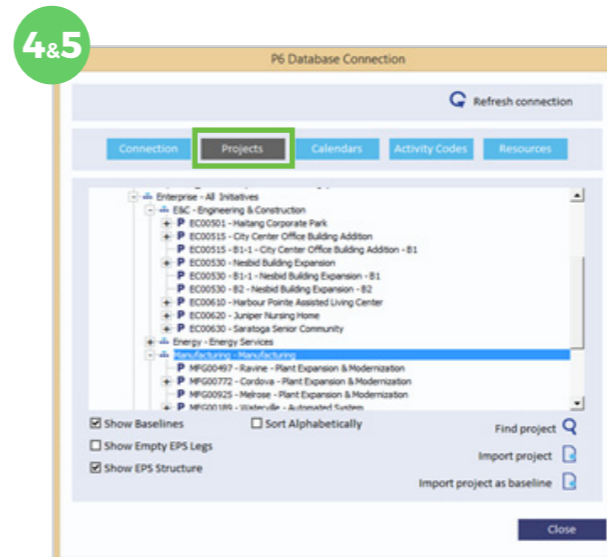 4&5
P6 Database Connection
Refresh connection
Connection Projects Calendars Activity Codes Resources
Enterprise - All Initiatives
E&C - Engineering & Construction
EC00501 - Haitang Corporate Park
EC00515 - City Center Office Building Addition
EC00515 - B1-1 - City Center Office Building Addition - B1
EC00530 - Nesbid Building Expansion
EC00530 - B1-1 - Nesbid Building Expansion - B1
EC00530 - B2 - Nesbid Building Expansion - B2
EC00610 - Harbour Pointe Assisted Living Center
EC00620 - Juniper Nursing Home
EC00630 - Saratoga Senior Community
Energy - Energy Services
Manufacturing - Manufacturing
MFG00497 - Ravine - Plant Expansion & Modernization
MFG00772 - Cordova - Plant Expansion & Modernization
MFG00925 - Melrose - Plant Expansion & Modernization
MFG00189 - Waterville - Automated System
Show Baselines Sort Alphabetically Find project
Show Empty EPS Legs
Import project
Show EPS Structure
Import project as baseline
Close